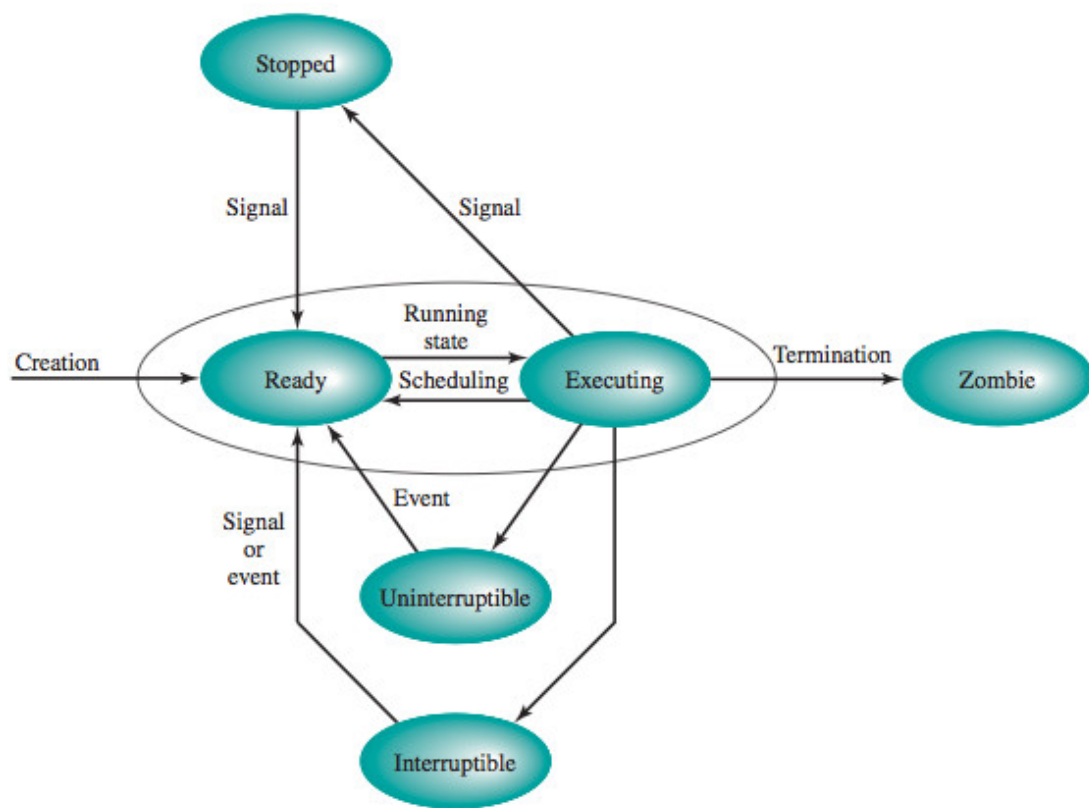 Stopped
Signal
Signal
Running
state
Creation
Termination
Ready
Scheduling
Executing
Zombie
Event
Signal
or
event
Uninterruptible
Interruptible